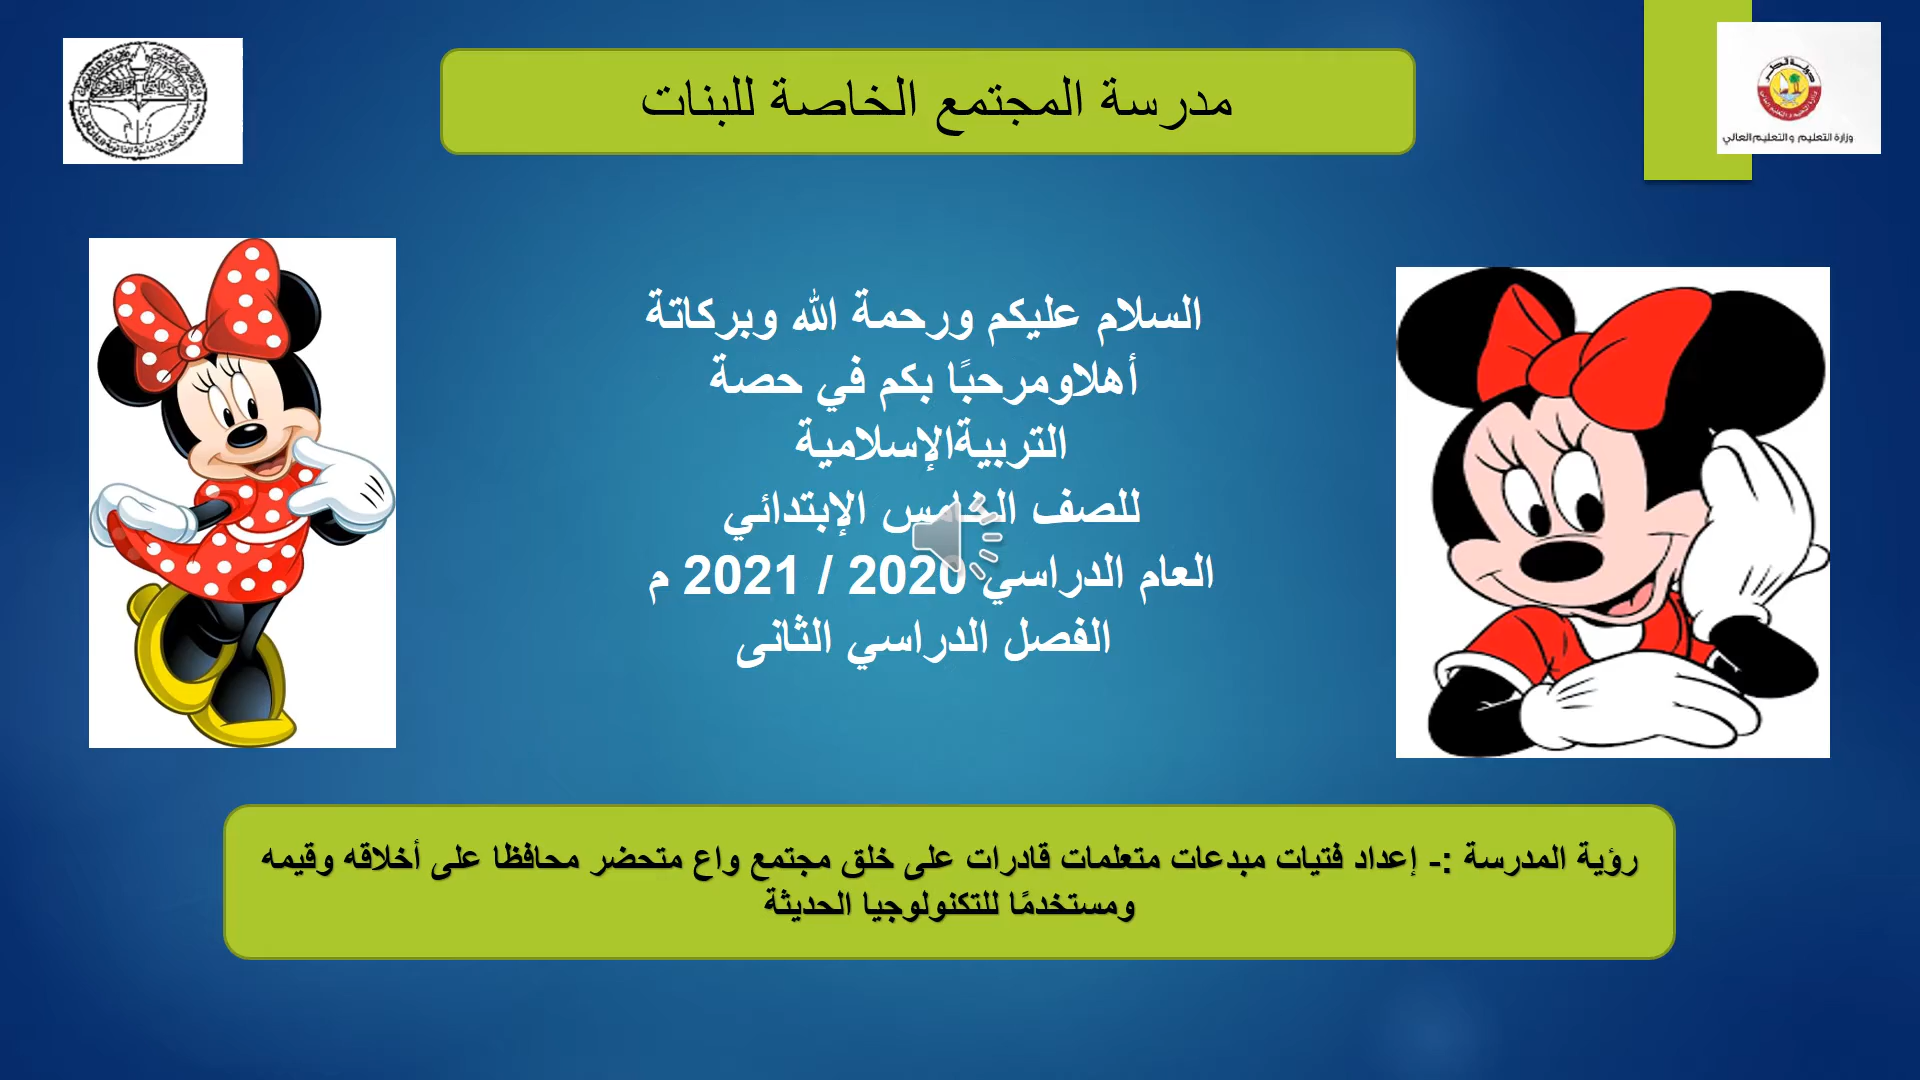 مدرسة المجتمع الخاصة للبنات
دولة قطر
وزارة التعليم والتعليم العالي
السلام عليكم ورحمة الله وبركاتة
أهلاومرحبًا بكم في حصة
التربيةالإسلامية
للصف الخامس الإبتدائي
العام الدراسي 2020 / 2021 م
الفصل الدراسي الثانى
رؤية المدرسة :- إعداد فتيات مبدعات متعلمات قادرات على خلق مجتمع واع متحضر محافظا على أخلاقه وقيمه
ومستخدمًا للتكنولوجيا الحديثة